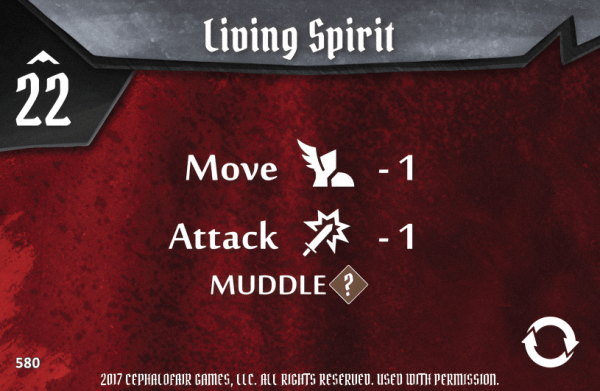 Living Spirit
22
Move - 1
Attack - 1
MUDDLE ?
580
2017 CEPHALOFAIR GAMES, LLC. ALL RIGHTS RESERVED. USED WITH PERMISSION.